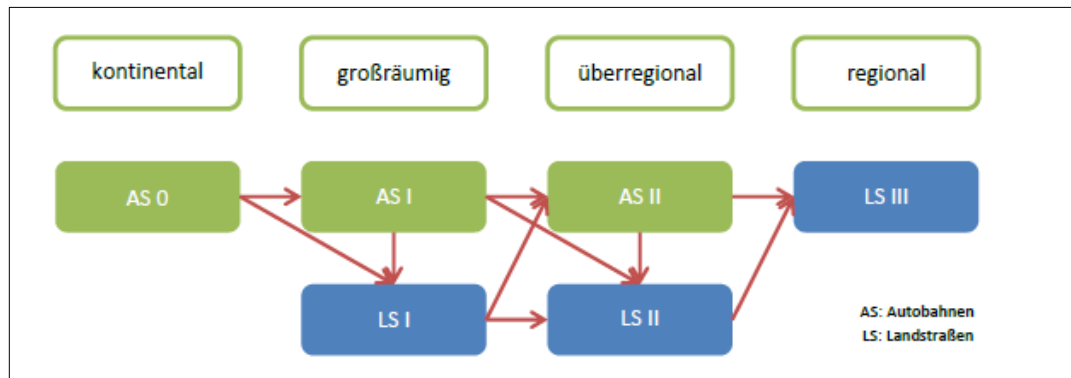 kontinental
großräumig
überregional
regional
AS 0
AS I
AS II
LS III
LS I
LS II
AS: Autobahnen
LS: Landstraßen